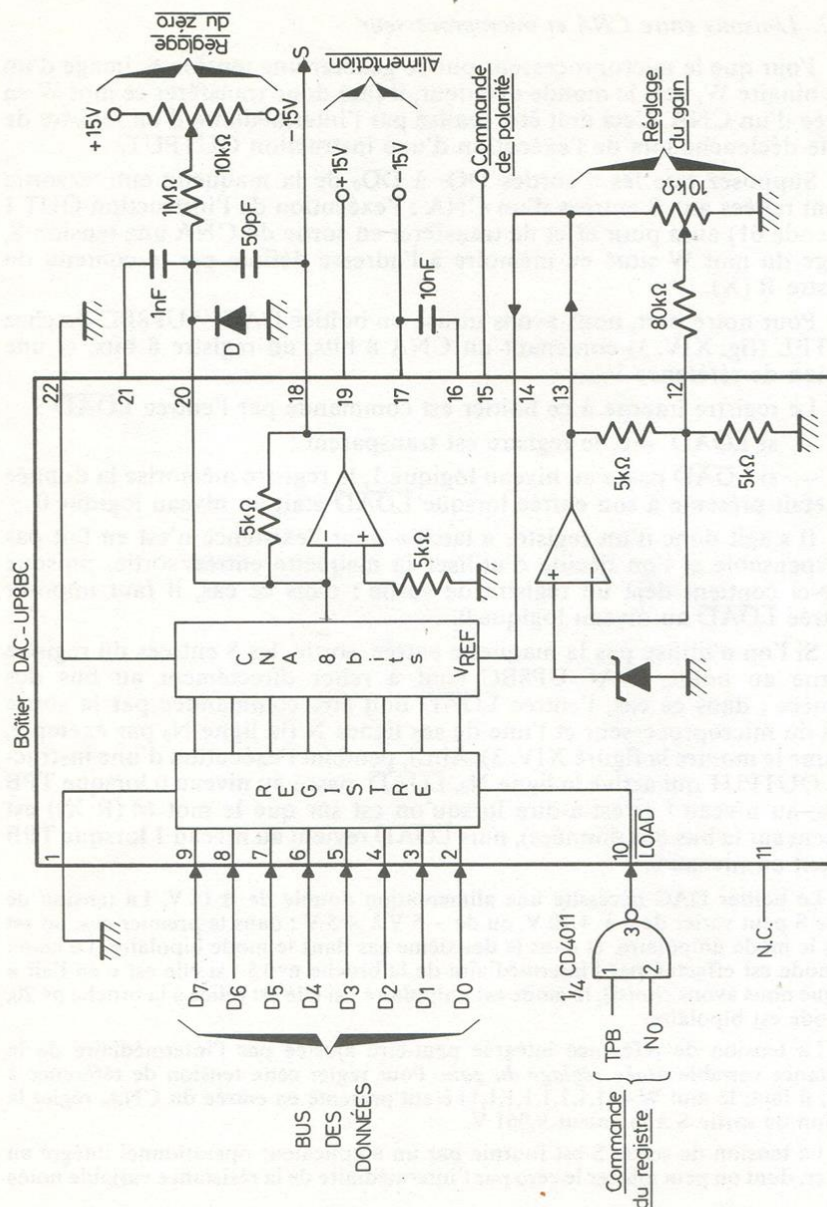 Boîtier DAC-UP8BC
1
22
21
1nF
+15V
Réglage
du zéro
1MΩ
10kΩ
20
D
50pF
-15V
S
18
5kΩ
-
+
5kΩ
19
+15V
Alimentation
17
-15V
10nF
16
15
Commande
de polarité
14
13
+
-
5kΩ
80kΩ
12
10kΩ
Réglage
du gain
5kΩ
CNA
8 bits
VREF
REGISTRE
BUS
DES
DONNÉES
D7 9
D6 8
D5 7
D4 6
D3 5
D2 4
D1 3
D0 2
Commande
du registre
TPB
N0
1/4 CD4011
1
2
3
10
LOAD
N.C.
11